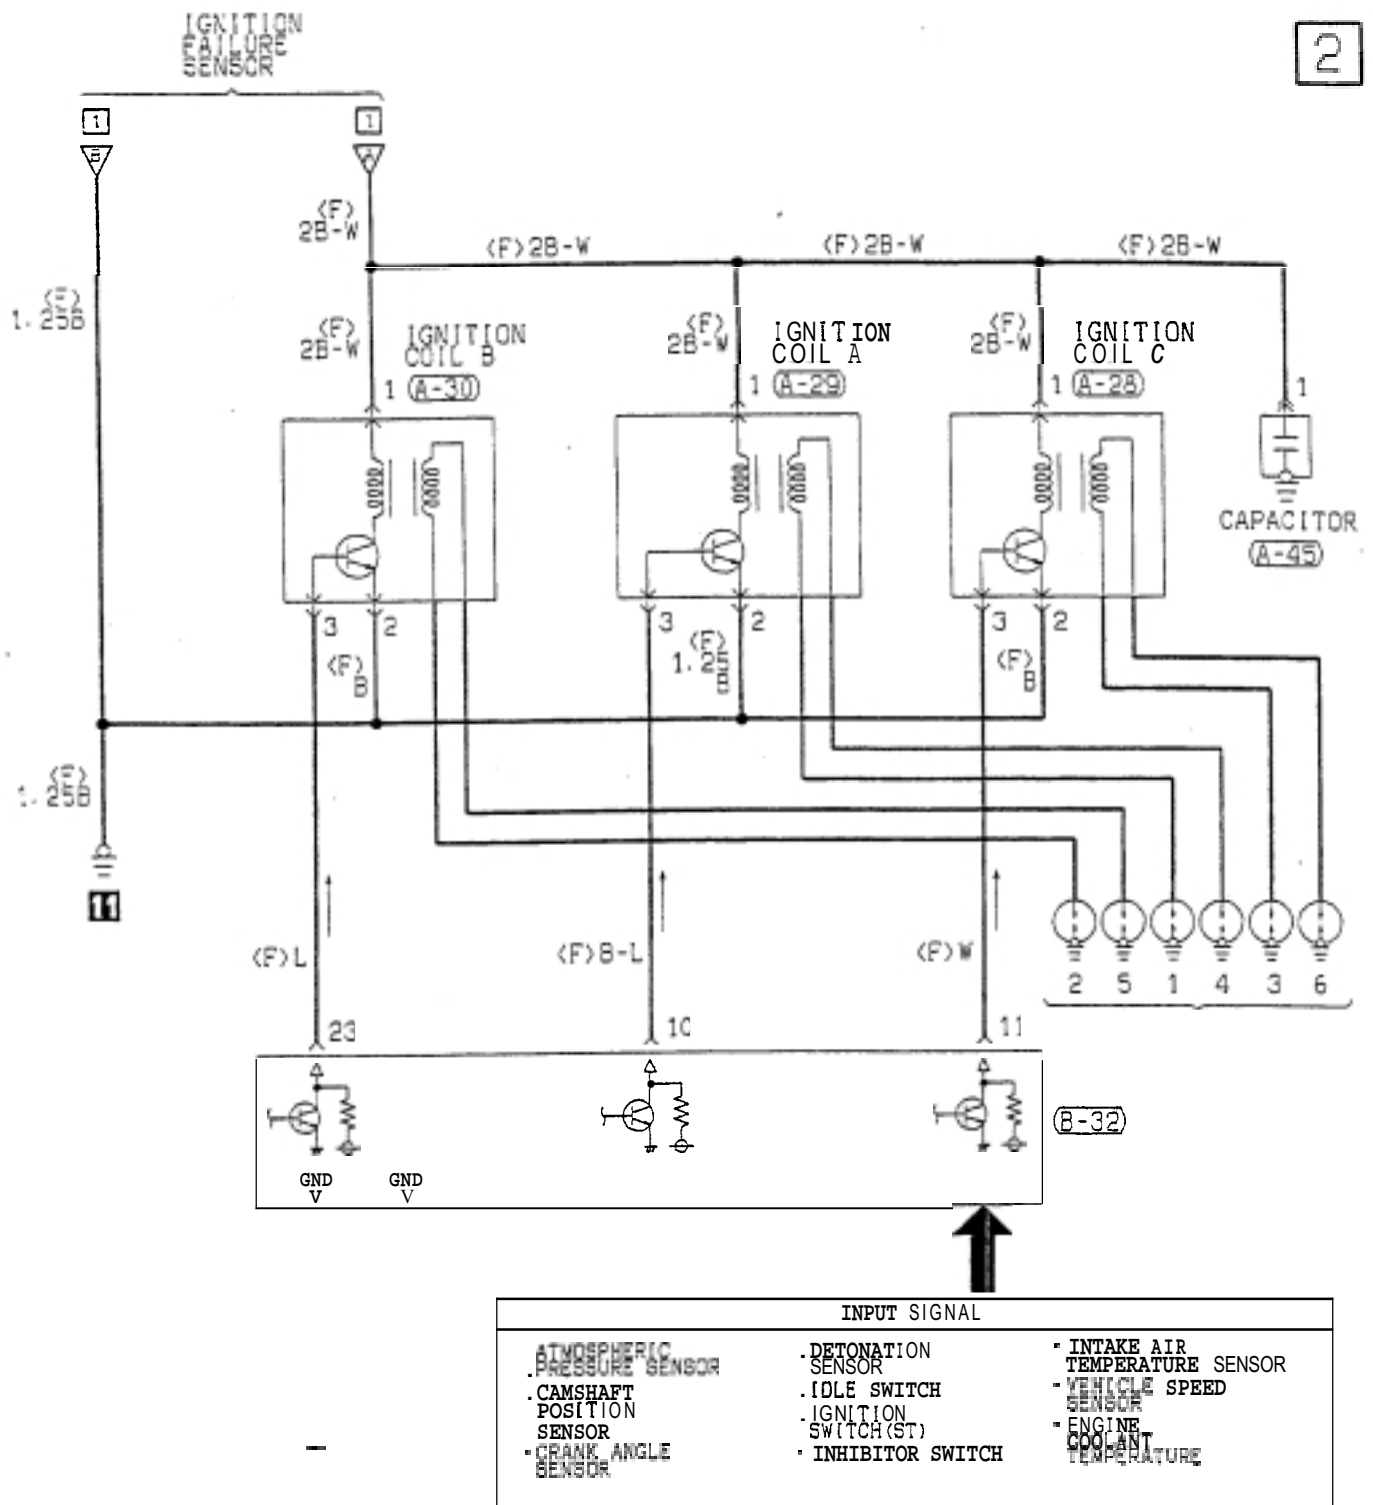 IGNITION
FAILURE
SENSOR
2
1
1
B
A
(F)
2B-W
(F)2B-W
(F)2B-W
(F)2B-W
(F)
1.25B
(F)
2B-W
IGNITION
COIL B
1
A-30
(F)
2B-W
IGNITION
COIL A
1
A-29
(F)
2B-W
IGNITION
COIL C
1
A-28
1
CAPACITOR
A-45
3
2
(F)
B
3
2
(F)
1.25
B
3
2
(F)
B
(F)
1.25B
11
(F)L
(F)B-L
(F)W
2 5 1 4 3 6
23
10
11
B-32
GND
V
GND
V
INPUT SIGNAL
ATMOSPHERIC
.PRESSURE SENSOR
.CAMSHAFT
POSITION
SENSOR
-CRANK ANGLE
SENSOR
.DETONATION
SENSOR
.IDLE SWITCH
.IGNITION
SWITCH(ST)
- INHIBITOR SWITCH
- INTAKE AIR
TEMPERATURE SENSOR
-VEHICLE SPEED
SENSOR
-ENGINE
COOLANT
TEMPERATURE